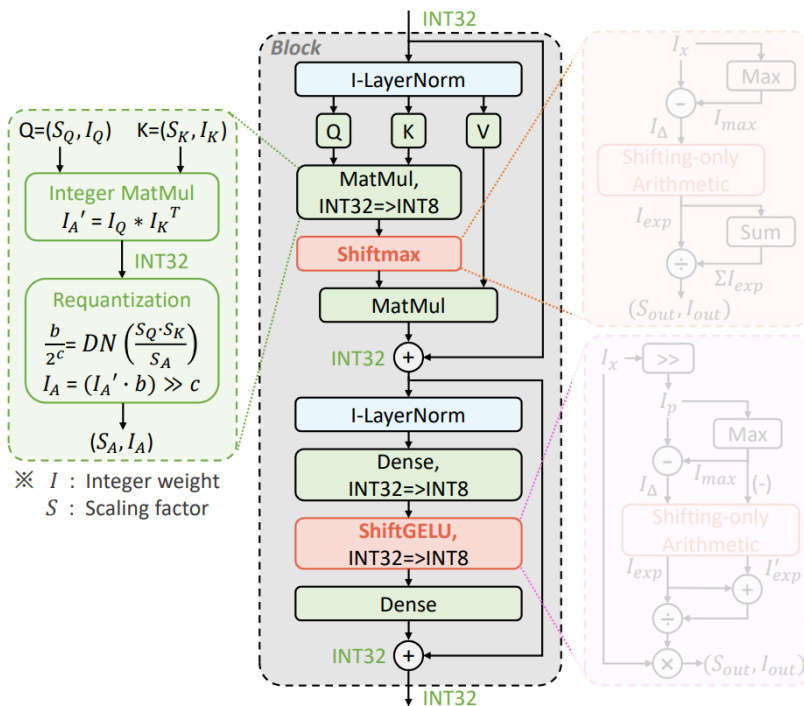 INT32
Block
I-LayerNorm
Q
K
V
MatMul,
INT32=>INT8
Shiftmax
MatMul
INT32
+
I-LayerNorm
Dense,
INT32=>INT8
ShiftGELU,
INT32=>INT8
Dense
INT32
+
INT32
Q=(S_Q, I_Q) K=(S_K, I_K)
Integer MatMul
I_A' = I_Q * I_K^T
INT32
Requantization
b/2^c = DN (S_Q·S_K / S_A)
I_A = (I_A' · b) ≫ c
(S_A, I_A)
※ I : Integer weight
S : Scaling factor
I_x
Max
−
I_max
I_Δ
Shifting-only
Arithmetic
I_exp
Sum
÷
ΣI_exp
(S_out, I_out)
I_x
>>
I_p
Max
−
I_max
(-)
I_Δ
Shifting-only
Arithmetic
I_exp
I'_exp
+
÷
×
(S_out, I_out)